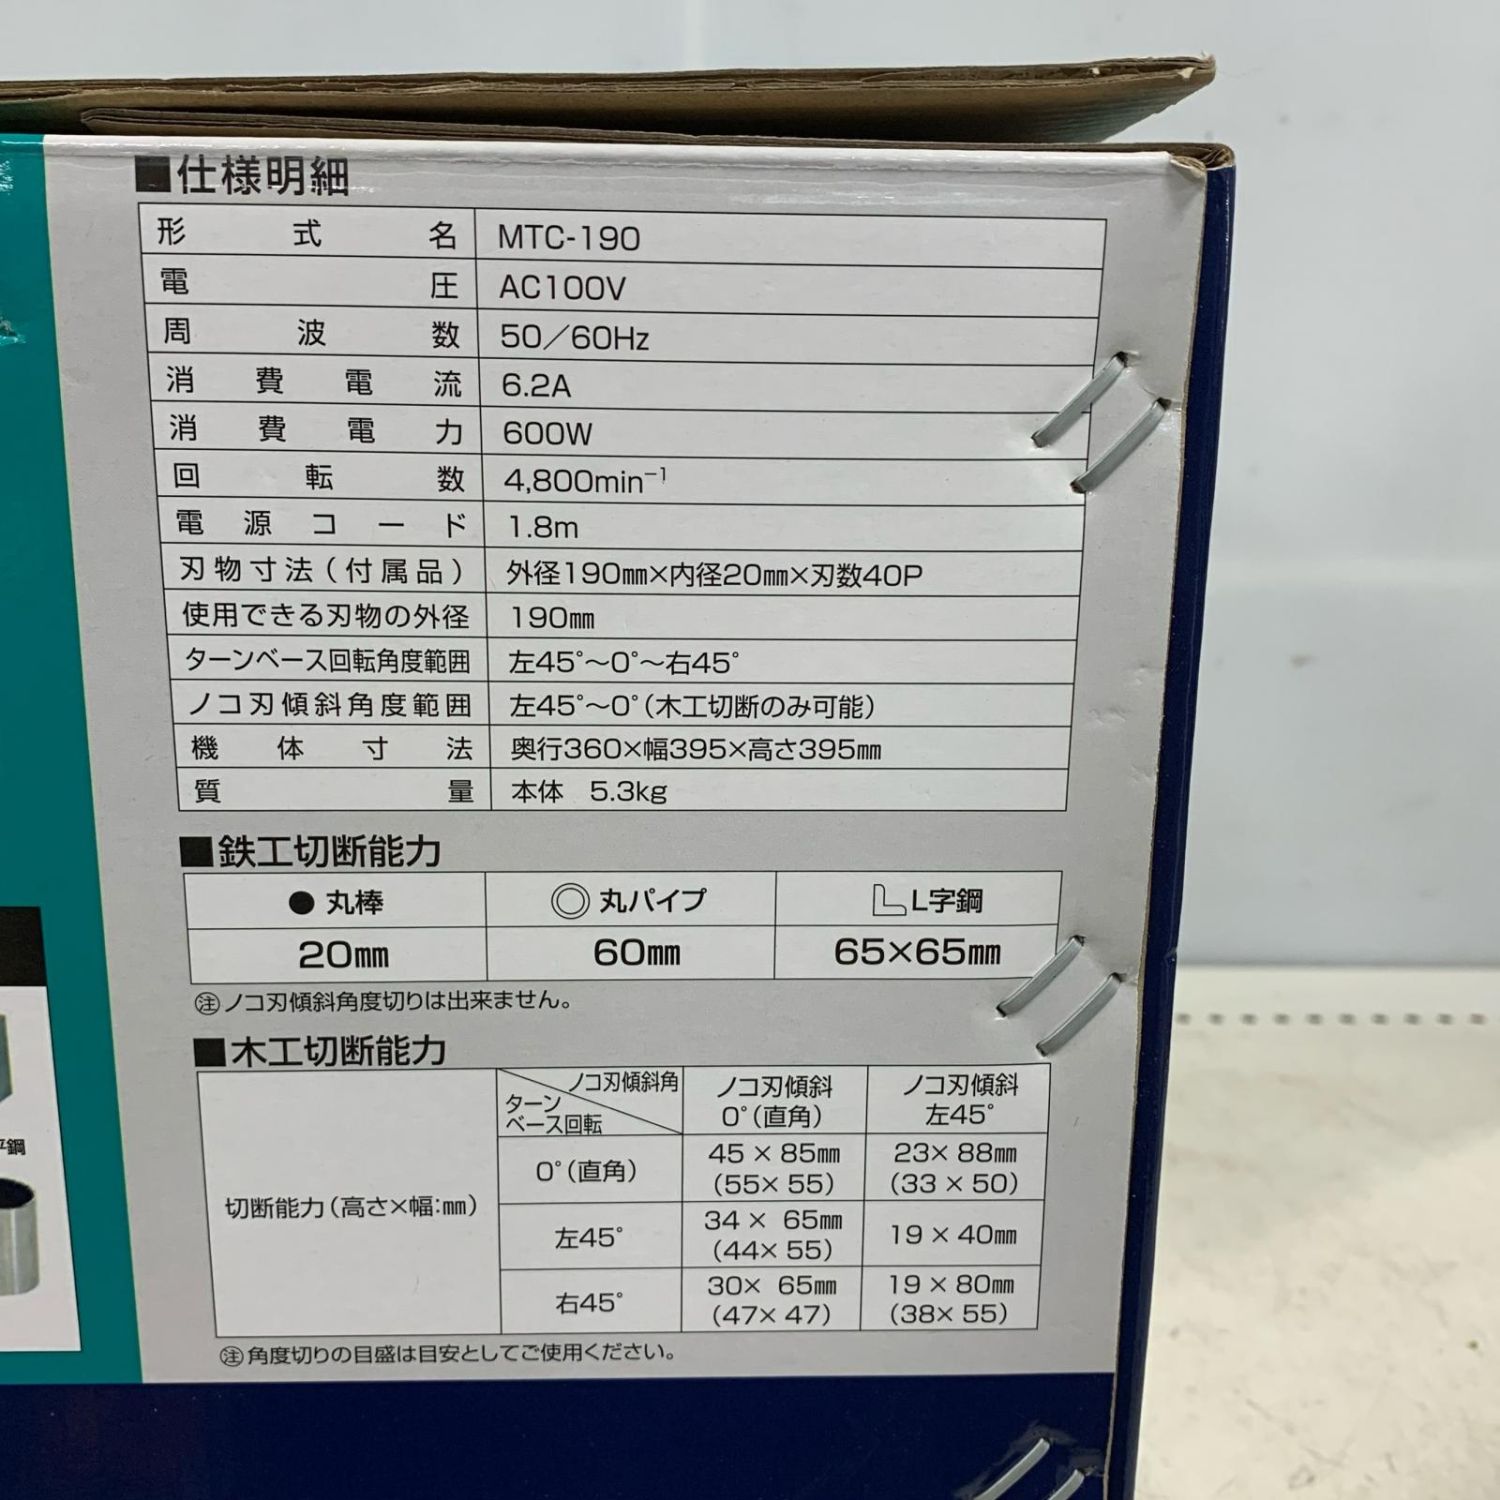 ■仕様明細
形式名 MTC-190
電圧 AC100V
周波数 50／60Hz
消費電流 6.2A
消費電力 600W
回転数 4,800min⁻¹
電源コード 1.8m
刃物寸法(付属品) 外径190㎜×内径20㎜×刃数40P
使用できる刃物の外径 190㎜
ターンベース回転角度範囲 左45°〜0°〜右45°
ノコ刃傾斜角度範囲 左45°〜0°(木工切断のみ可能)
機体寸法 奥行360×幅395×高さ395㎜
質量 本体 5.3kg
■鉄工切断能力
●丸棒 ◎丸パイプ L字鋼
20㎜ 60㎜ 65×65㎜
㊟ノコ刃傾斜角度切りは出来ません。
■木工切断能力
ノコ刃傾斜角
ターンベース回転
ノコ刃傾斜 0°(直角)
ノコ刃傾斜 左45°
切断能力(高さ×幅:㎜)
0°(直角) 45×85㎜ (55×55) 23×88㎜ (33×50)
左45° 34×65㎜ (44×55) 19×40㎜
右45° 30×65㎜ (47×47) 19×80㎜ (38×55)
㊟角度切りの目盛は目安としてご使用ください。
平鋼